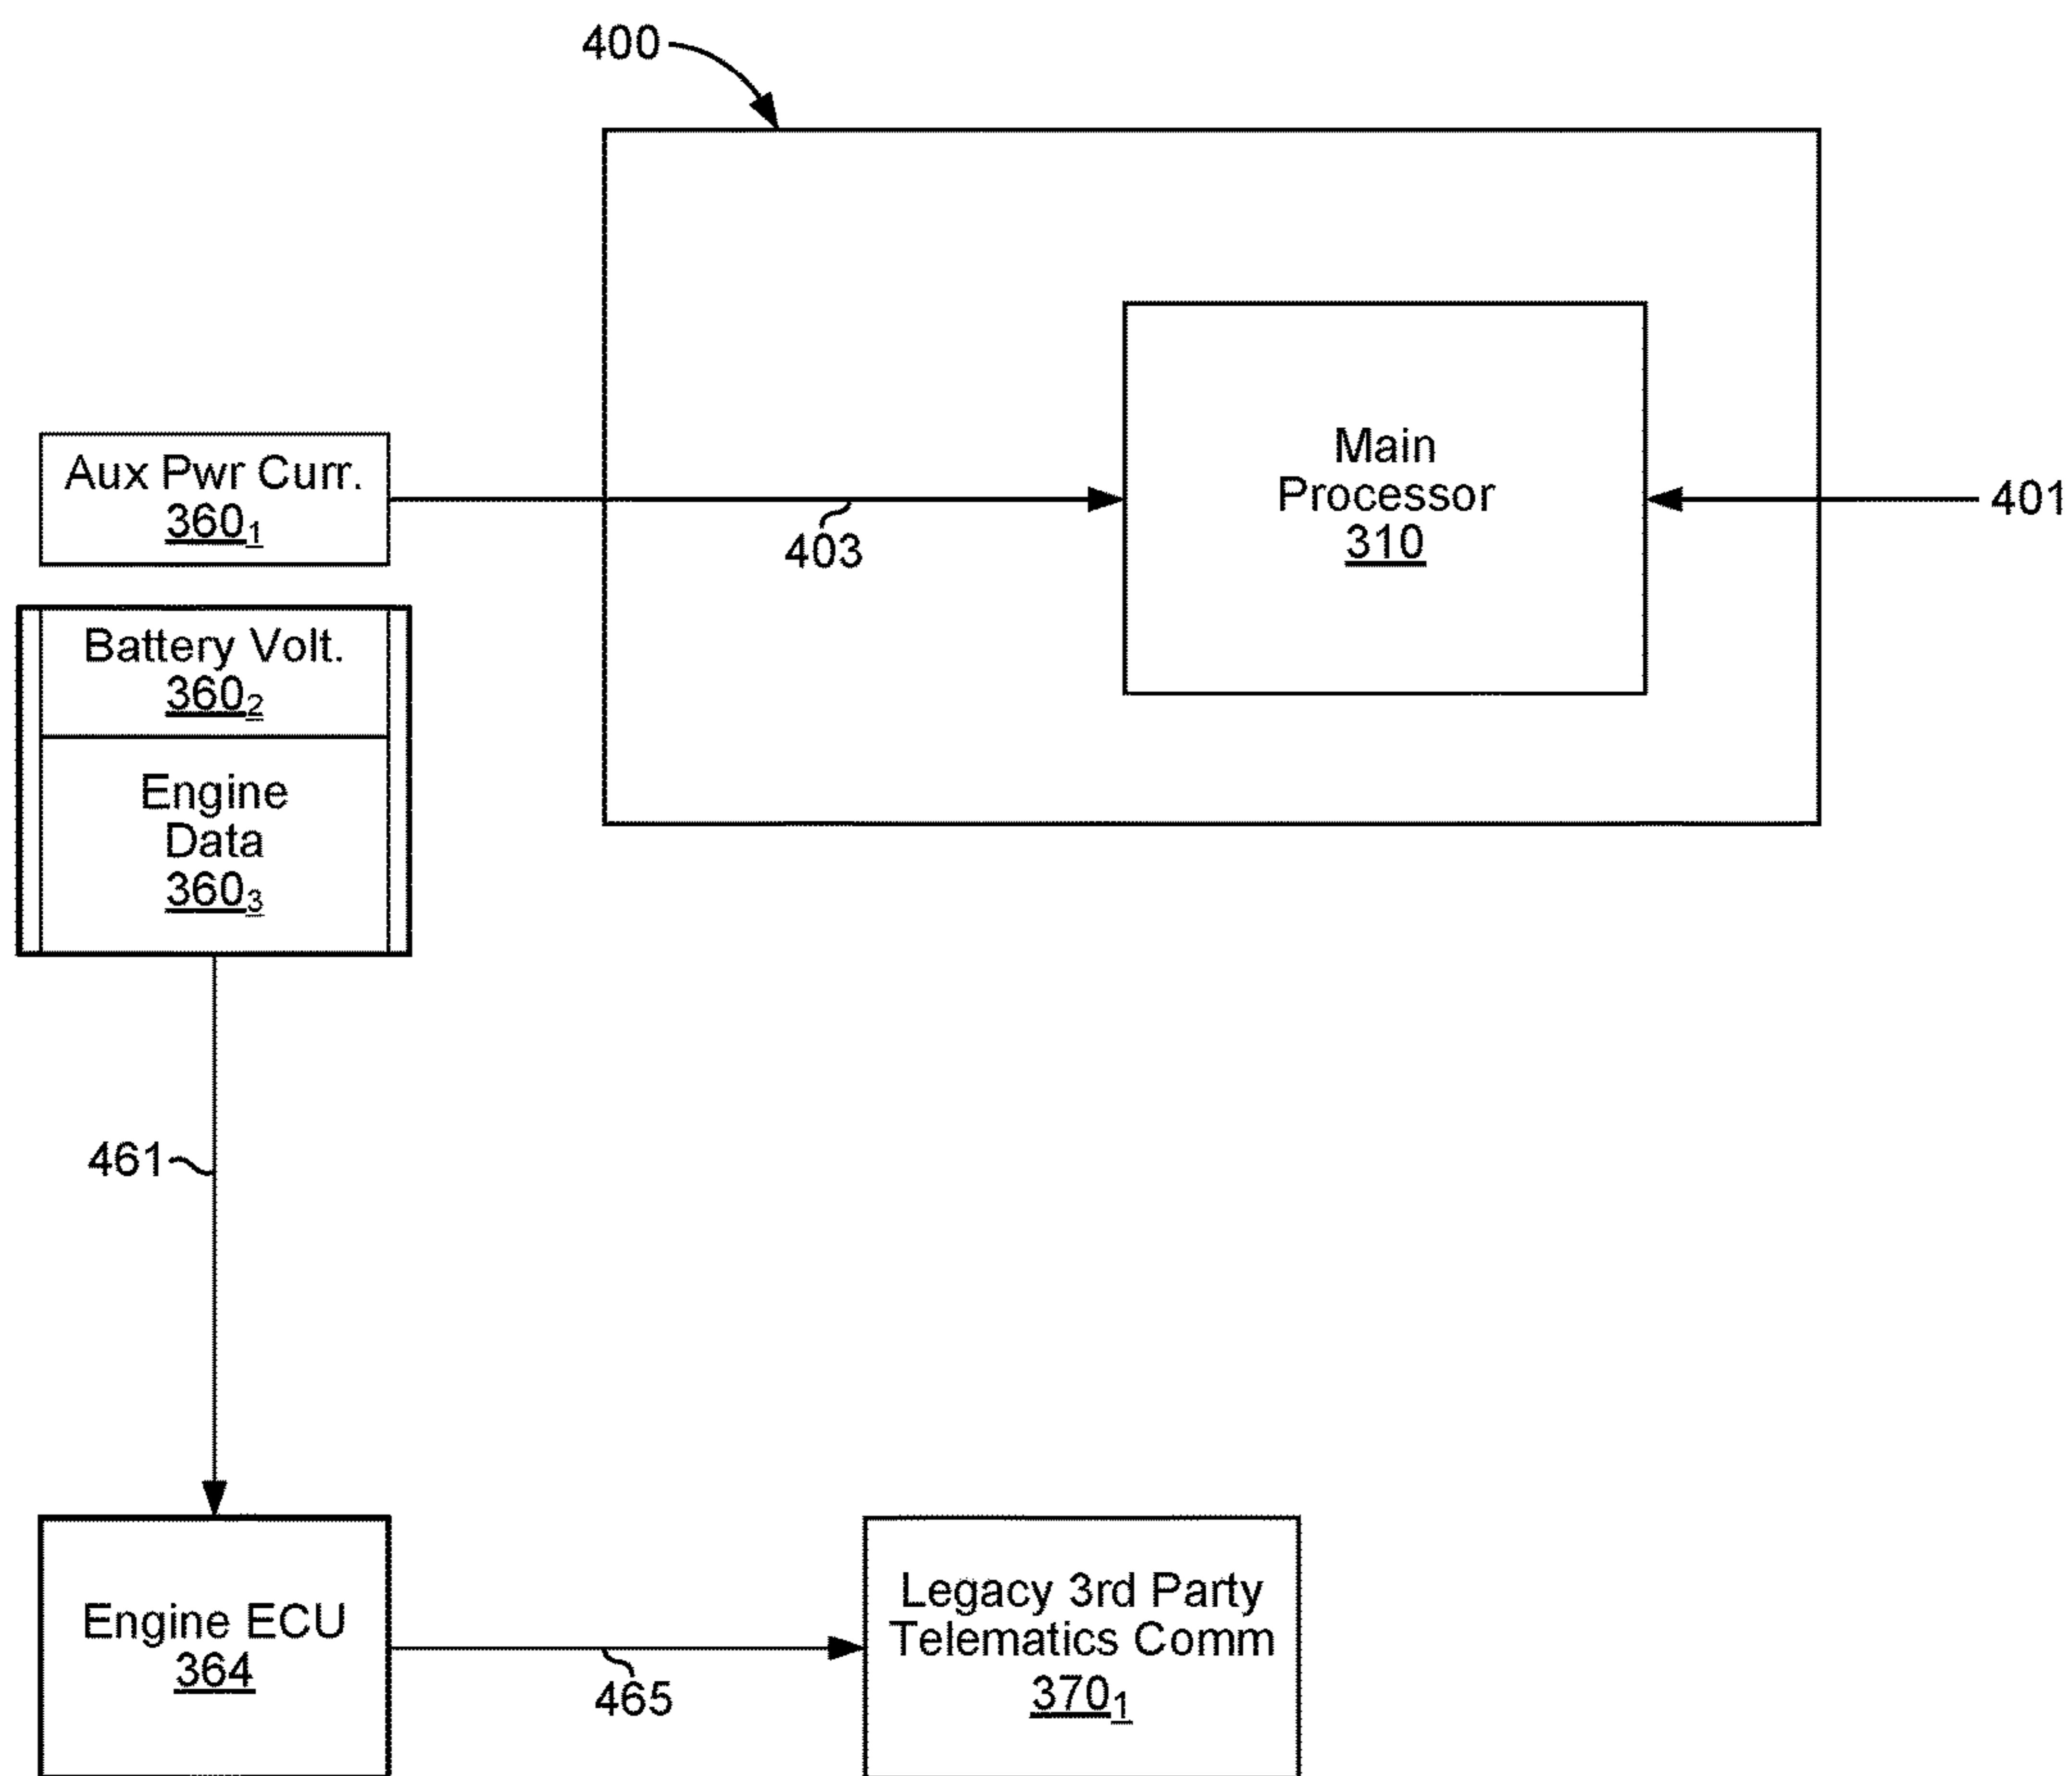 400
Aux Pwr Curr.
360₁
403
Main
Processor
310
401
Battery Volt.
360₂
Engine
Data
360₃
461
Engine ECU
364
465
Legacy 3rd Party
Telematics Comm
370₁